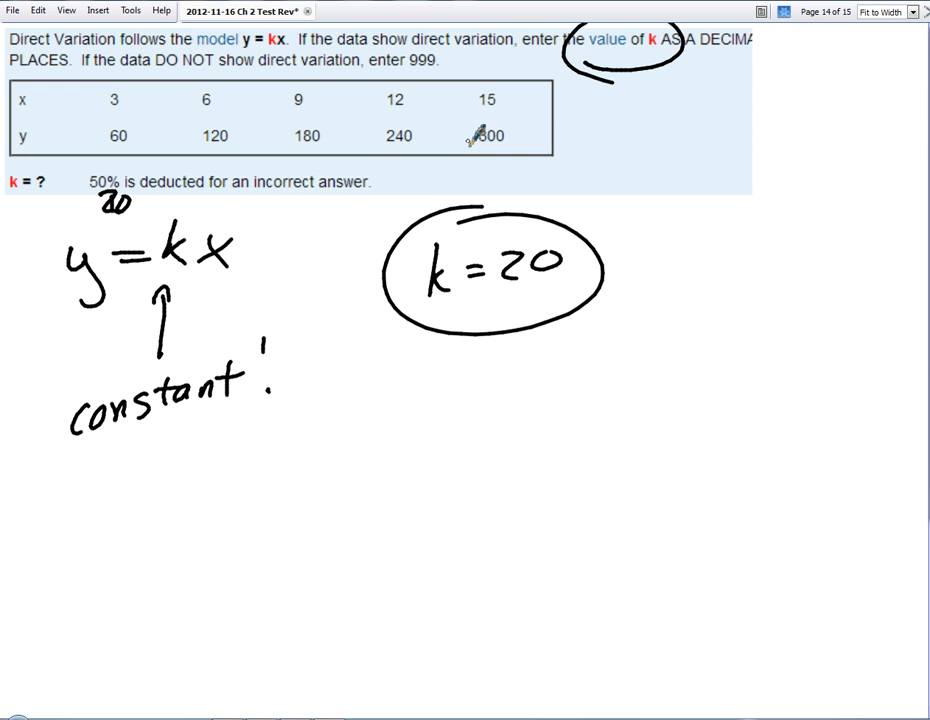 File Edit View Insert Tools Help 2012-11-16 Ch 2 Test Rev* Page 14 of 15 Fit to Width
Direct Variation follows the model y = kx. If the data show direct variation, enter the value of k AS A DECIMA
PLACES. If the data DO NOT show direct variation, enter 999.
x 3 6 9 12 15
y 60 120 180 240 300
k = ? 50% is deducted for an incorrect answer.
20
y = kx
k = 20
constant!